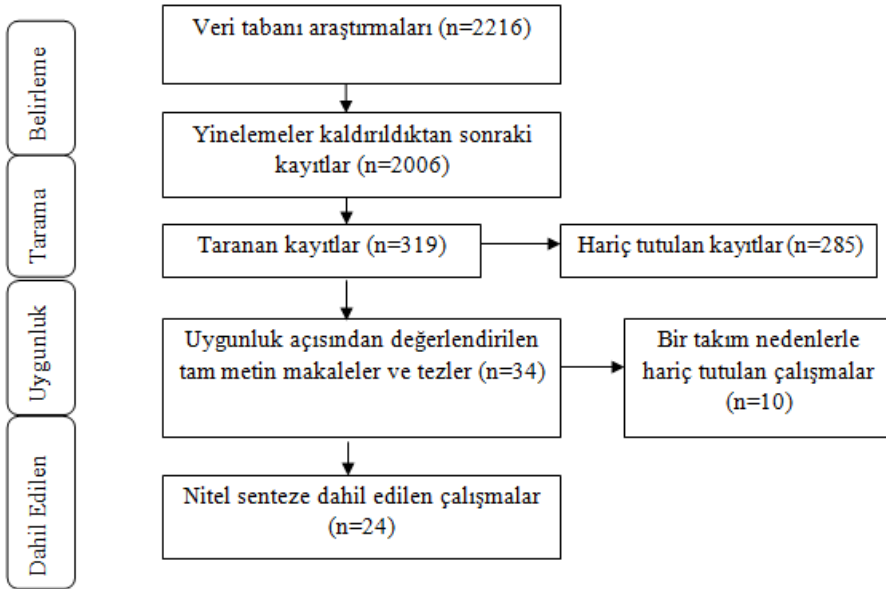 Belirleme
Veri tabanı araştırmaları (n=2216)
Yinelemeler kaldırıldıktan sonraki
kayıtlar (n=2006)
Tarama
Taranan kayıtlar (n=319)
Hariç tutulan kayıtlar (n=285)
Uygunluk
Uygunluk açısından değerlendirilen
tam metin makaleler ve tezler (n=34)
Bir takım nedenlerle
hariç tutulan çalışmalar
(n=10)
Dahil Edilen
Nitel senteze dahil edilen çalışmalar
(n=24)